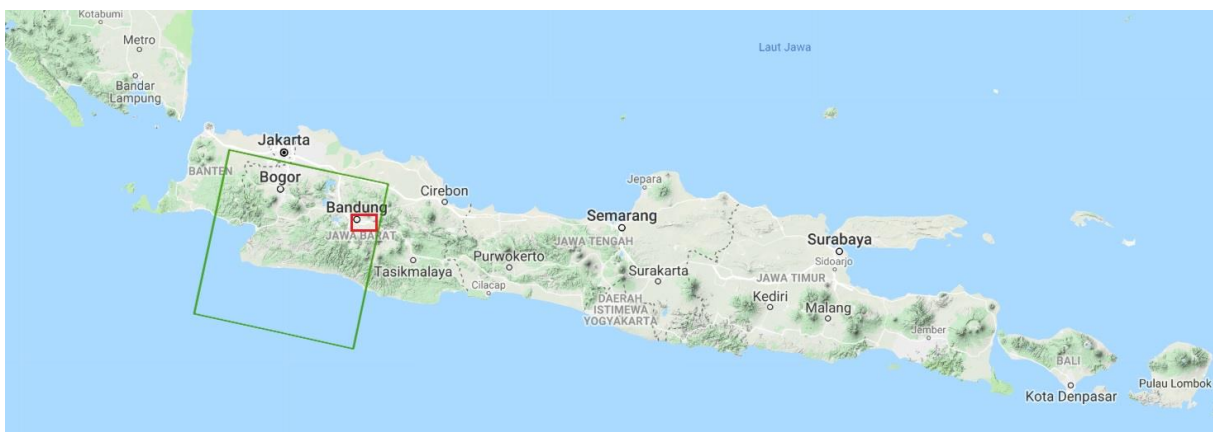 Kotabumi
Metro
Bandar
Lampung
Laut Jawa
Jakarta
BANTEN
Bogor
Cirebon
Bandung
JAWA BARAT
Tasikmalaya
Jepara
Semarang
JAWA TENGAH
Purwokerto
Cilacap
Surakarta
DAERAH
ISTIMEWA
YOGYAKARTA
Surabaya
Sidoarjo
JAWA TIMUR
Kediri
Malang
Jember
BALI
Kota Denpasar
Pulau Lombok